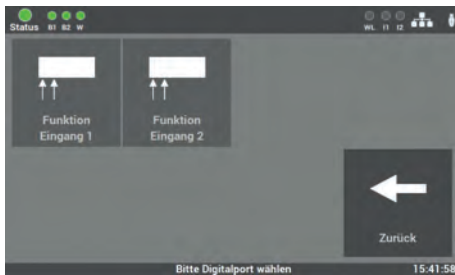 Status B1 B2 W WL I1 I2
Funktion
Eingang 1
Funktion
Eingang 2
Zurück
Bitte Digitalport wählen 15:41:58